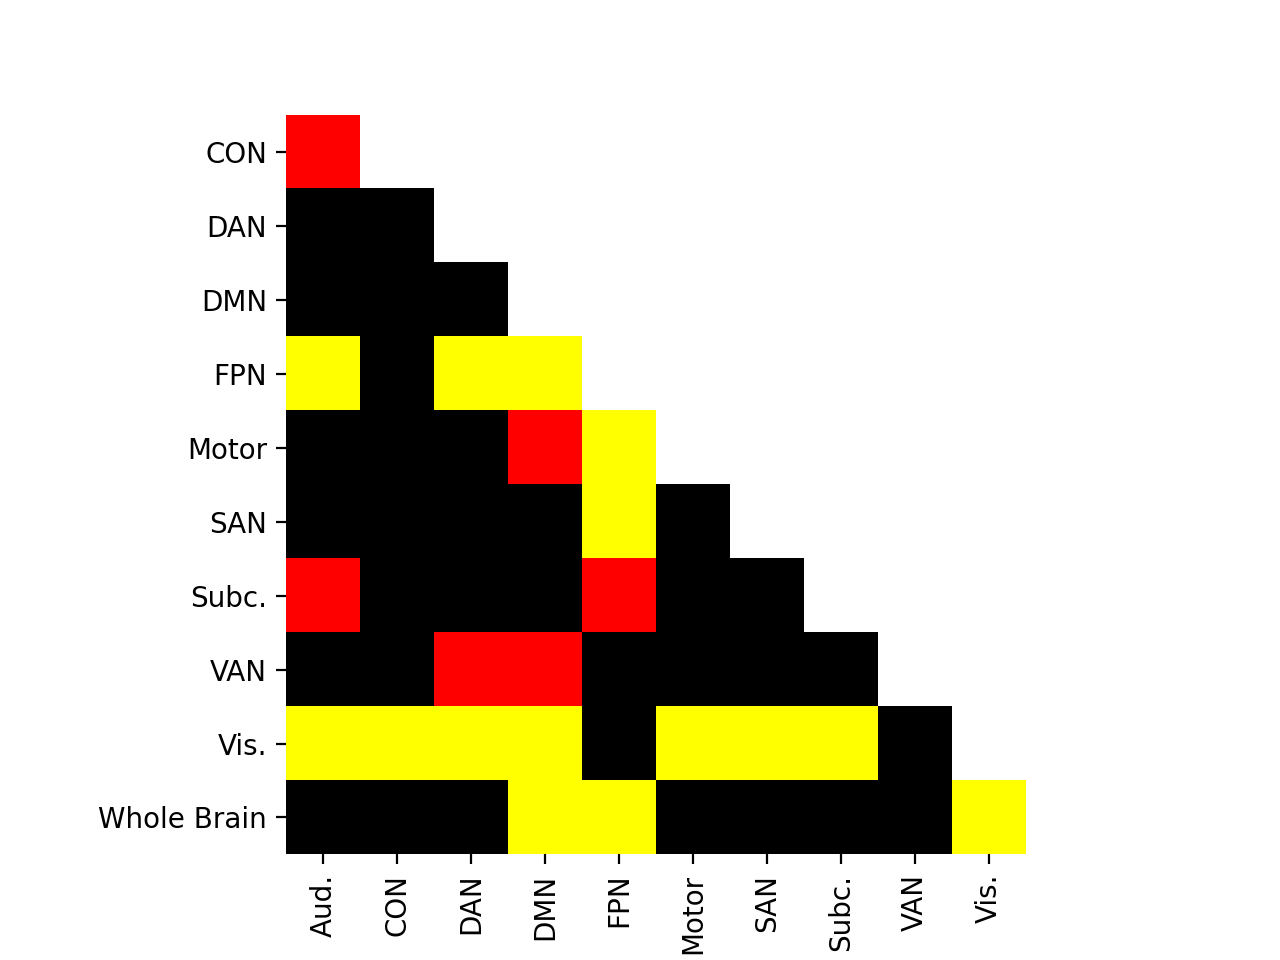 CON
DAN
DMN
FPN
Motor
SAN
Subc.
VAN
Vis.
Whole Brain
Aud.
CON
DAN
DMN
FPN
Motor
SAN
Subc.
VAN
Vis.